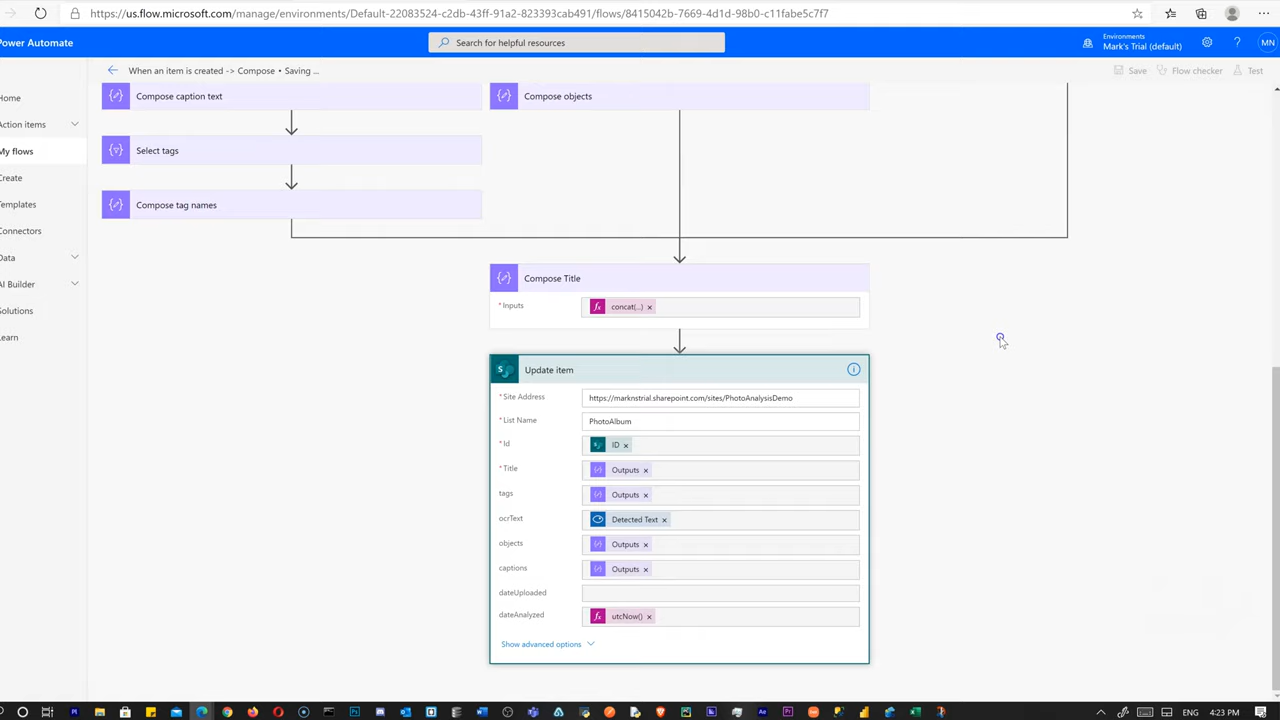 https://us.flow.microsoft.com/manage/environments/Default-22083524-c2db-43ff-91a2-823393cab491/flows/8415042b-7669-4d1d-98b0-c11fabe5c7f7
Power Automate
Search for helpful resources
Environments
Mark's Trial (default)
?
MN
When an item is created -> Compose • Saving ...
Save
Flow checker
Test
Home
Action items
My flows
Create
Templates
Connectors
Data
AI Builder
Solutions
Learn
Compose caption text
Compose objects
Select tags
Compose tag names
Compose Title
* Inputs
concat(...) ×
Update item
* Site Address
https://marknstrial.sharepoint.com/sites/PhotoAnalysisDemo
* List Name
PhotoAlbum
* Id
ID ×
* Title
Outputs ×
tags
Outputs ×
ocrText
Detected Text ×
objects
Outputs ×
captions
Outputs ×
dateUploaded
dateAnalyzed
utcNow() ×
Show advanced options
ENG
4:23 PM